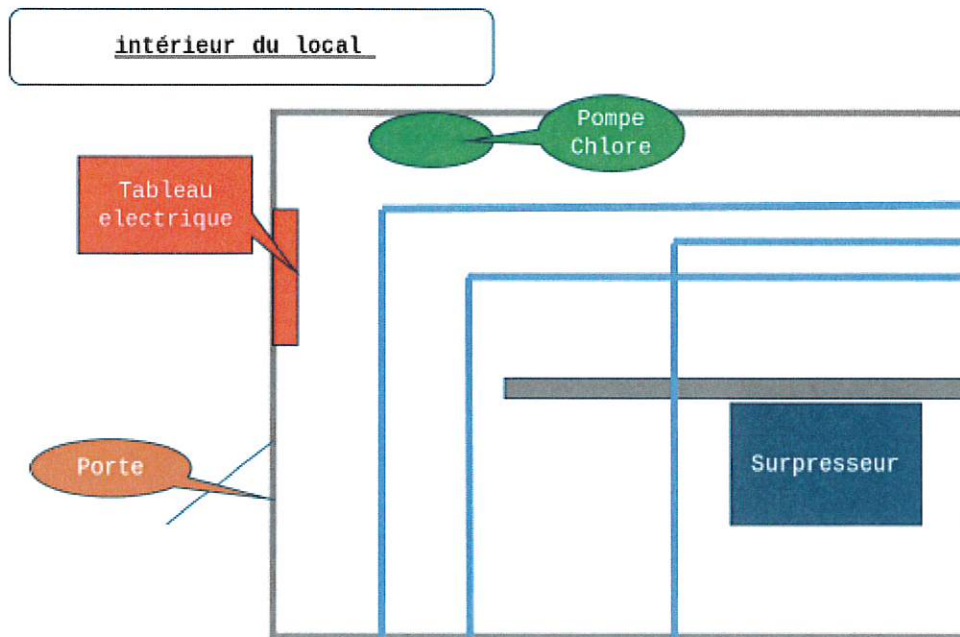 intérieur du local
Pompe
Chlore
Tableau
electrique
Porte
Surpresseur